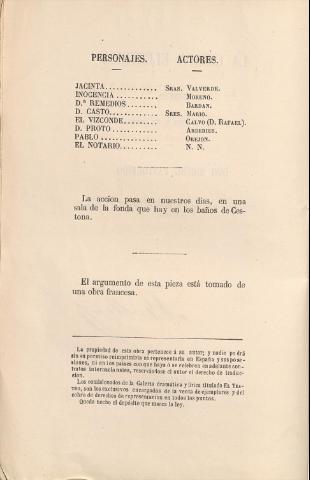 PERSONAJES. ACTORES.
JACINTA.............. Sras. Valverde.
INOCENCIA........... Moreno.
D.ª REMEDIOS........ Bardan.
D. CASTO............. Sres. Mario.
EL VIZCONDE......... Calvo (D. Rafael).
D. PROTO............
PABLO............... Orejon.
EL NOTARIO.......... N. N.
La accion pasa en nuestros dias, en una
sala de la fonda que hay en los baños de Ces-
tona.
El argumento de esta pieza está tomado de
una obra francesa.
La propiedad de esta obra pertenece á su autor; y nadie podrá
sin su permiso reimprimirla ni representarla en España y sus pose-
siones, ni en los paises con que haya ó se celebren en adelante con-
tratos internacionales, reservándose el autor el derecho de traduc-
cion.
Los comisionados de la Galería dramática y lírica titulada El Tea-
tro, son los exclusivos encargados de la venta de ejemplares y del
cobro de derechos de representacion en todos los puntos.
Queda hecho el depósito que marca la ley.